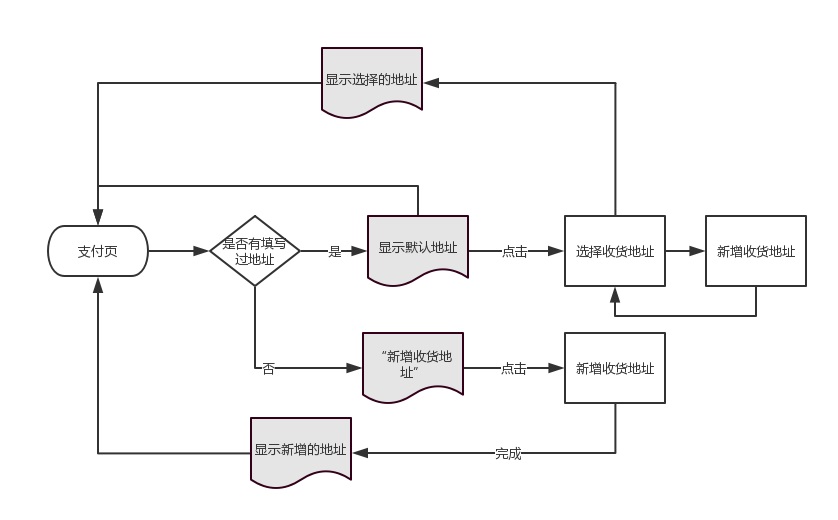 显示选择的地址
支付页
是否有填写
过地址
是
显示默认地址
点击
选择收货地址
新增收货地址
否
“新增收货地
址”
点击
新增收货地址
显示新增的地址
完成